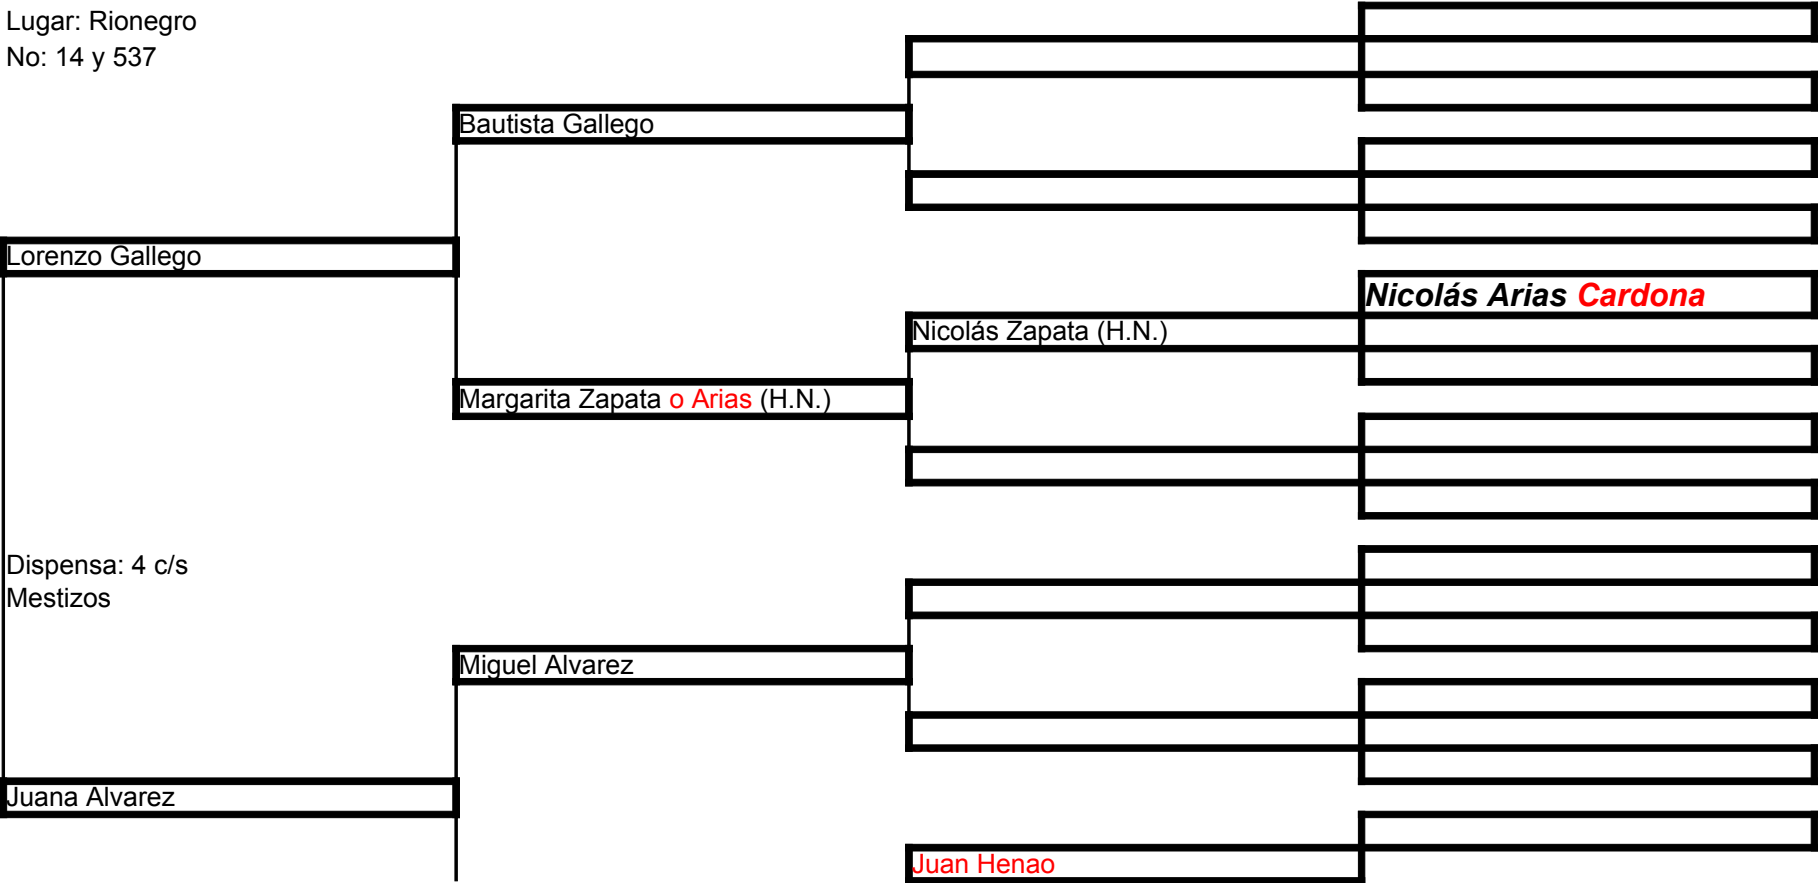 Lugar: Rionegro
No: 14 y 537
Bautista Gallego
Lorenzo Gallego
Nicolás Arias Cardona
Nicolás Zapata (H.N.)
Margarita Zapata o Arias (H.N.)
Dispensa: 4 c/s
Mestizos
Miguel Alvarez
Juana Alvarez
Juan Henao